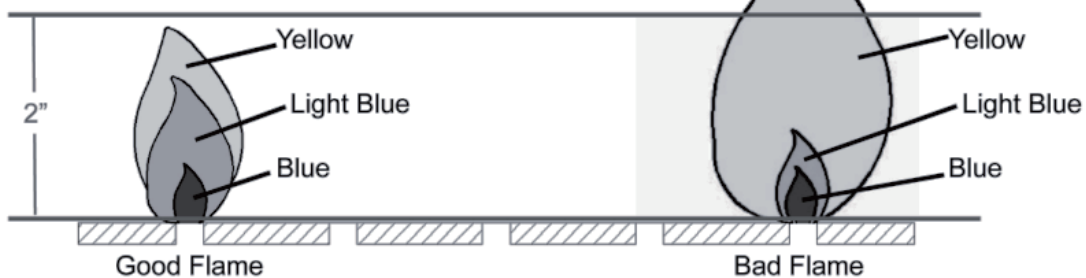 Yellow
Light Blue
Blue
2”
Good Flame
Yellow
Light Blue
Blue
Bad Flame